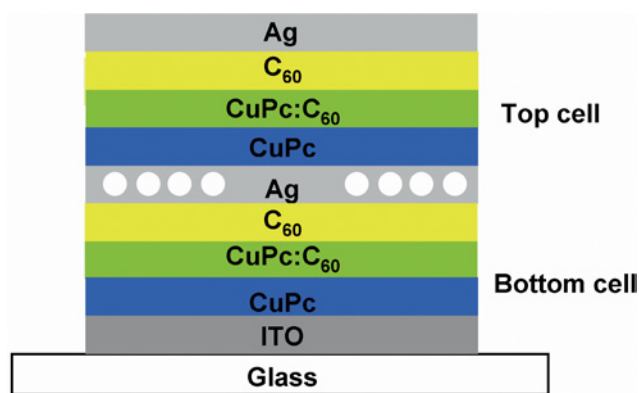 Ag
C₆₀
CuPc:C₆₀
Top cell
CuPc
Ag
C₆₀
CuPc:C₆₀
Bottom cell
CuPc
ITO
Glass